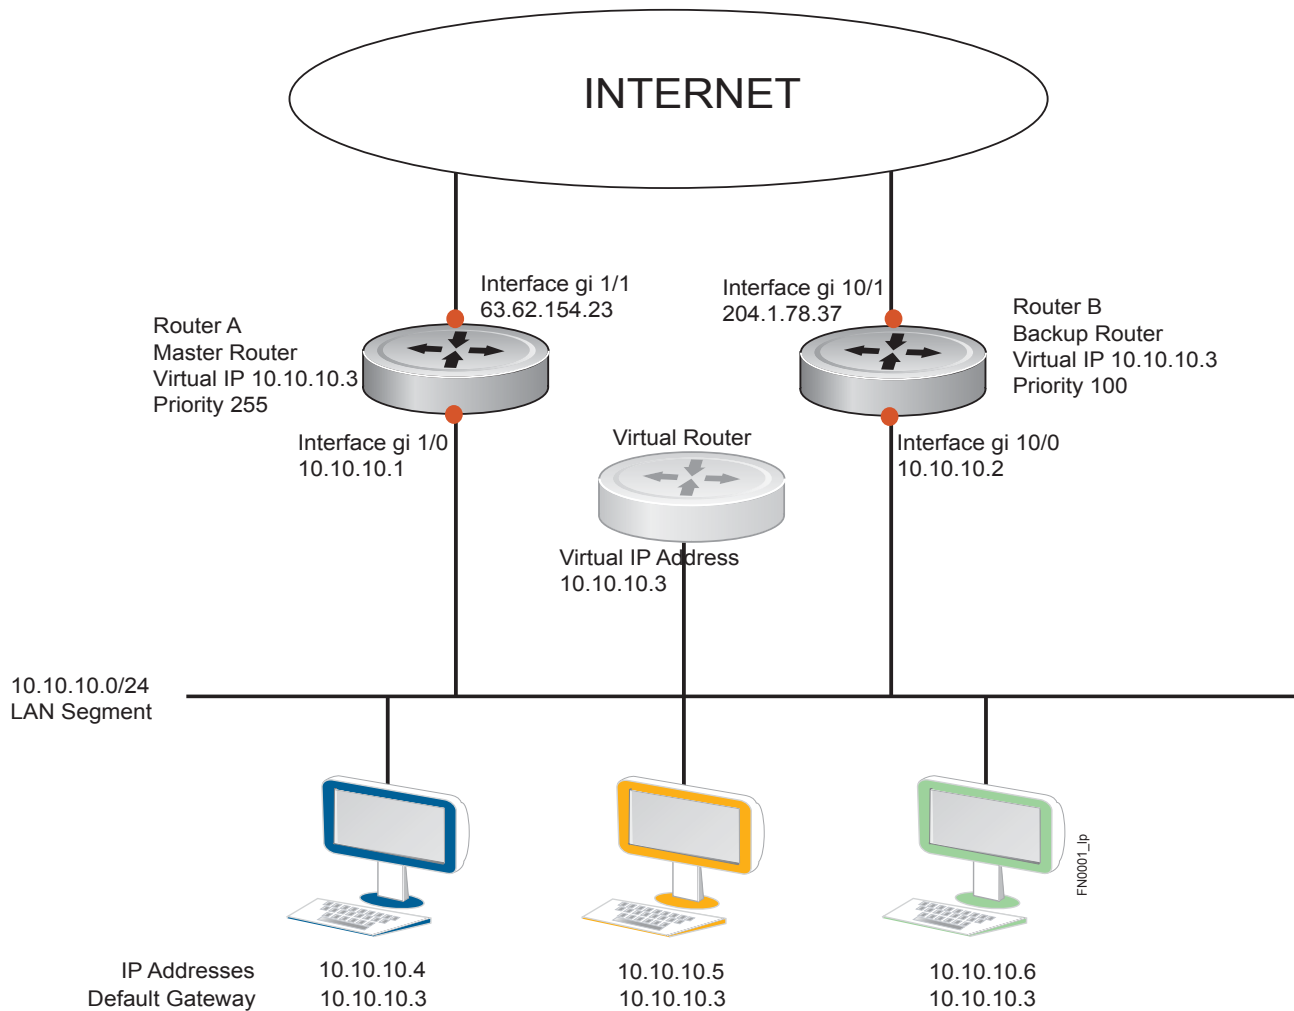 INTERNET
Interface gi 1/1
63.62.154.23
Interface gi 10/1
204.1.78.37
Router A
Master Router
Virtual IP 10.10.10.3
Priority 255
Router B
Backup Router
Virtual IP 10.10.10.3
Priority 100
Interface gi 1/0
10.10.10.1
Virtual Router
Interface gi 10/0
10.10.10.2
Virtual IP Address
10.10.10.3
10.10.10.0/24
LAN Segment
FN0001_lp
IP Addresses 10.10.10.4 10.10.10.5 10.10.10.6
Default Gateway 10.10.10.3 10.10.10.3 10.10.10.3